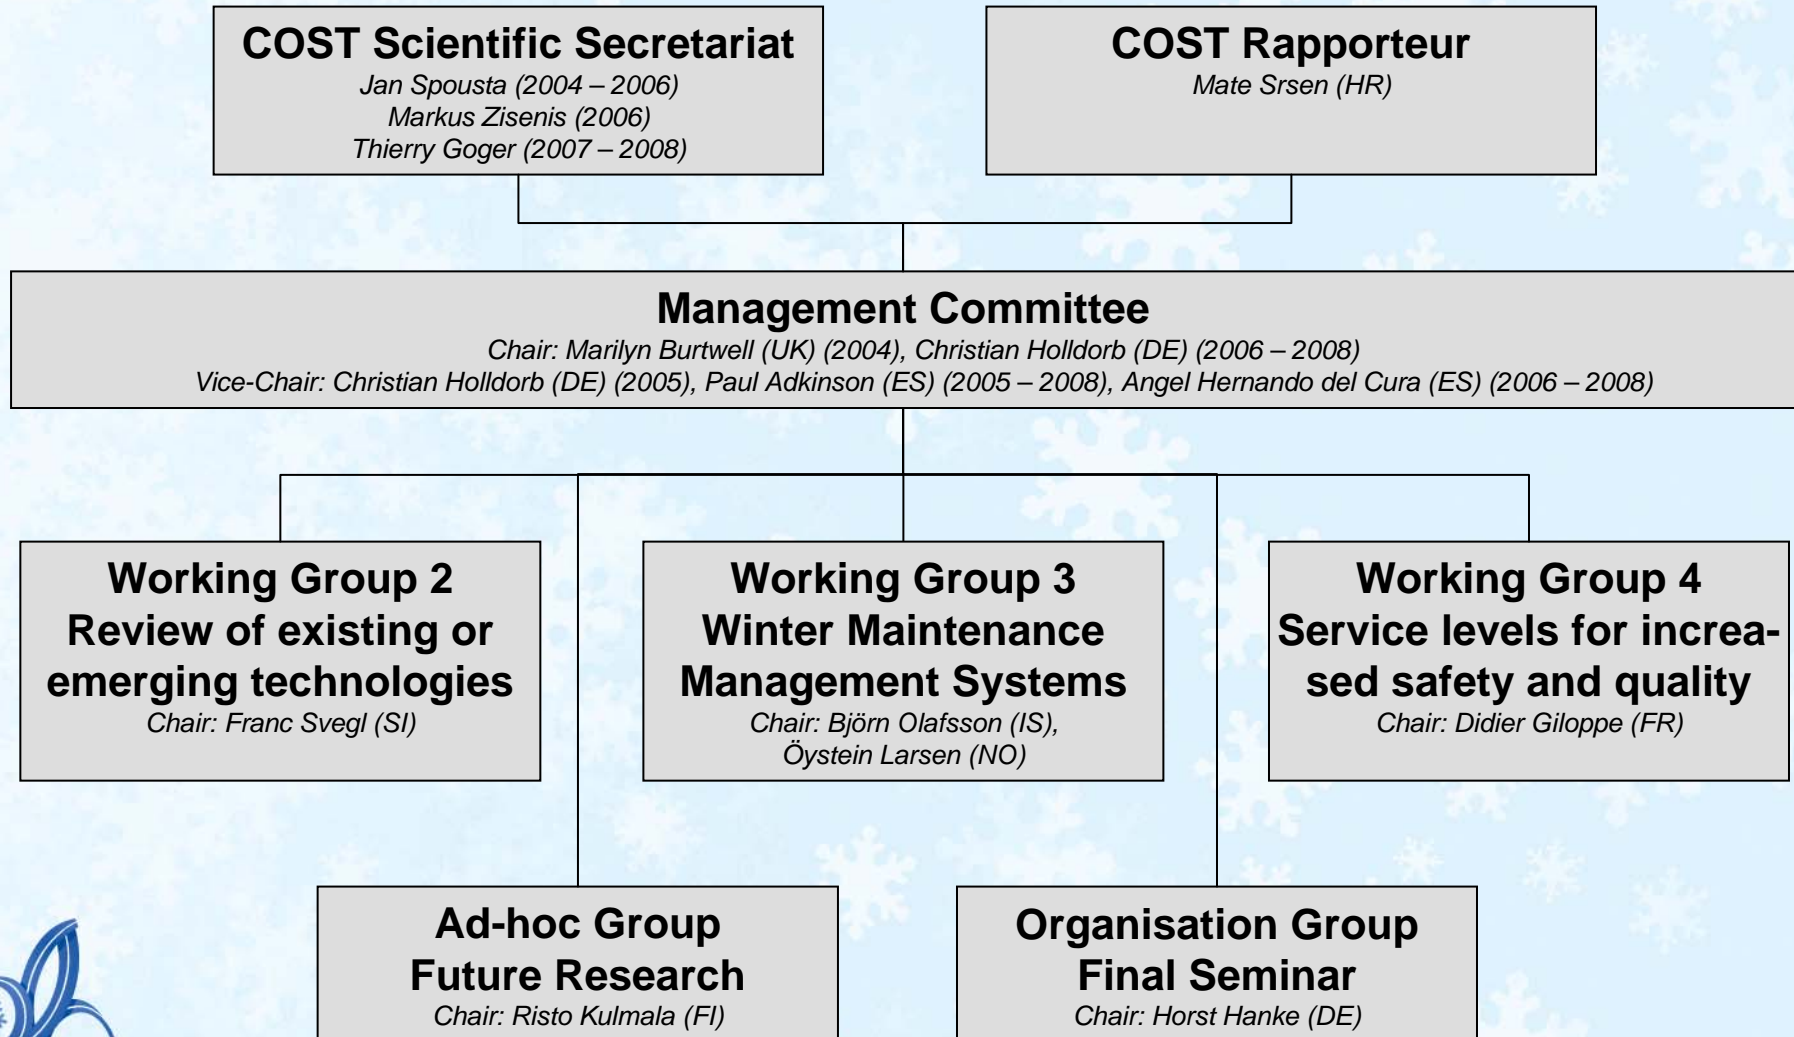 COST Scientific Secretariat
Jan Spousta (2004 – 2006)
Markus Zisenis (2006)
Thierry Goger (2007 – 2008)
COST Rapporteur
Mate Srsen (HR)
Management Committee
Chair: Marilyn Burtwell (UK) (2004), Christian Holldorb (DE) (2006 – 2008)
Vice-Chair: Christian Holldorb (DE) (2005), Paul Adkinson (ES) (2005 – 2008), Angel Hernando del Cura (ES) (2006 – 2008)
Working Group 2
Review of existing or
emerging technologies
Chair: Franc Svegl (SI)
Working Group 3
Winter Maintenance
Management Systems
Chair: Björn Olafsson (IS),
Öystein Larsen (NO)
Working Group 4
Service levels for increa-
sed safety and quality
Chair: Didier Giloppe (FR)
Ad-hoc Group
Future Research
Chair: Risto Kulmala (FI)
Organisation Group
Final Seminar
Chair: Horst Hanke (DE)